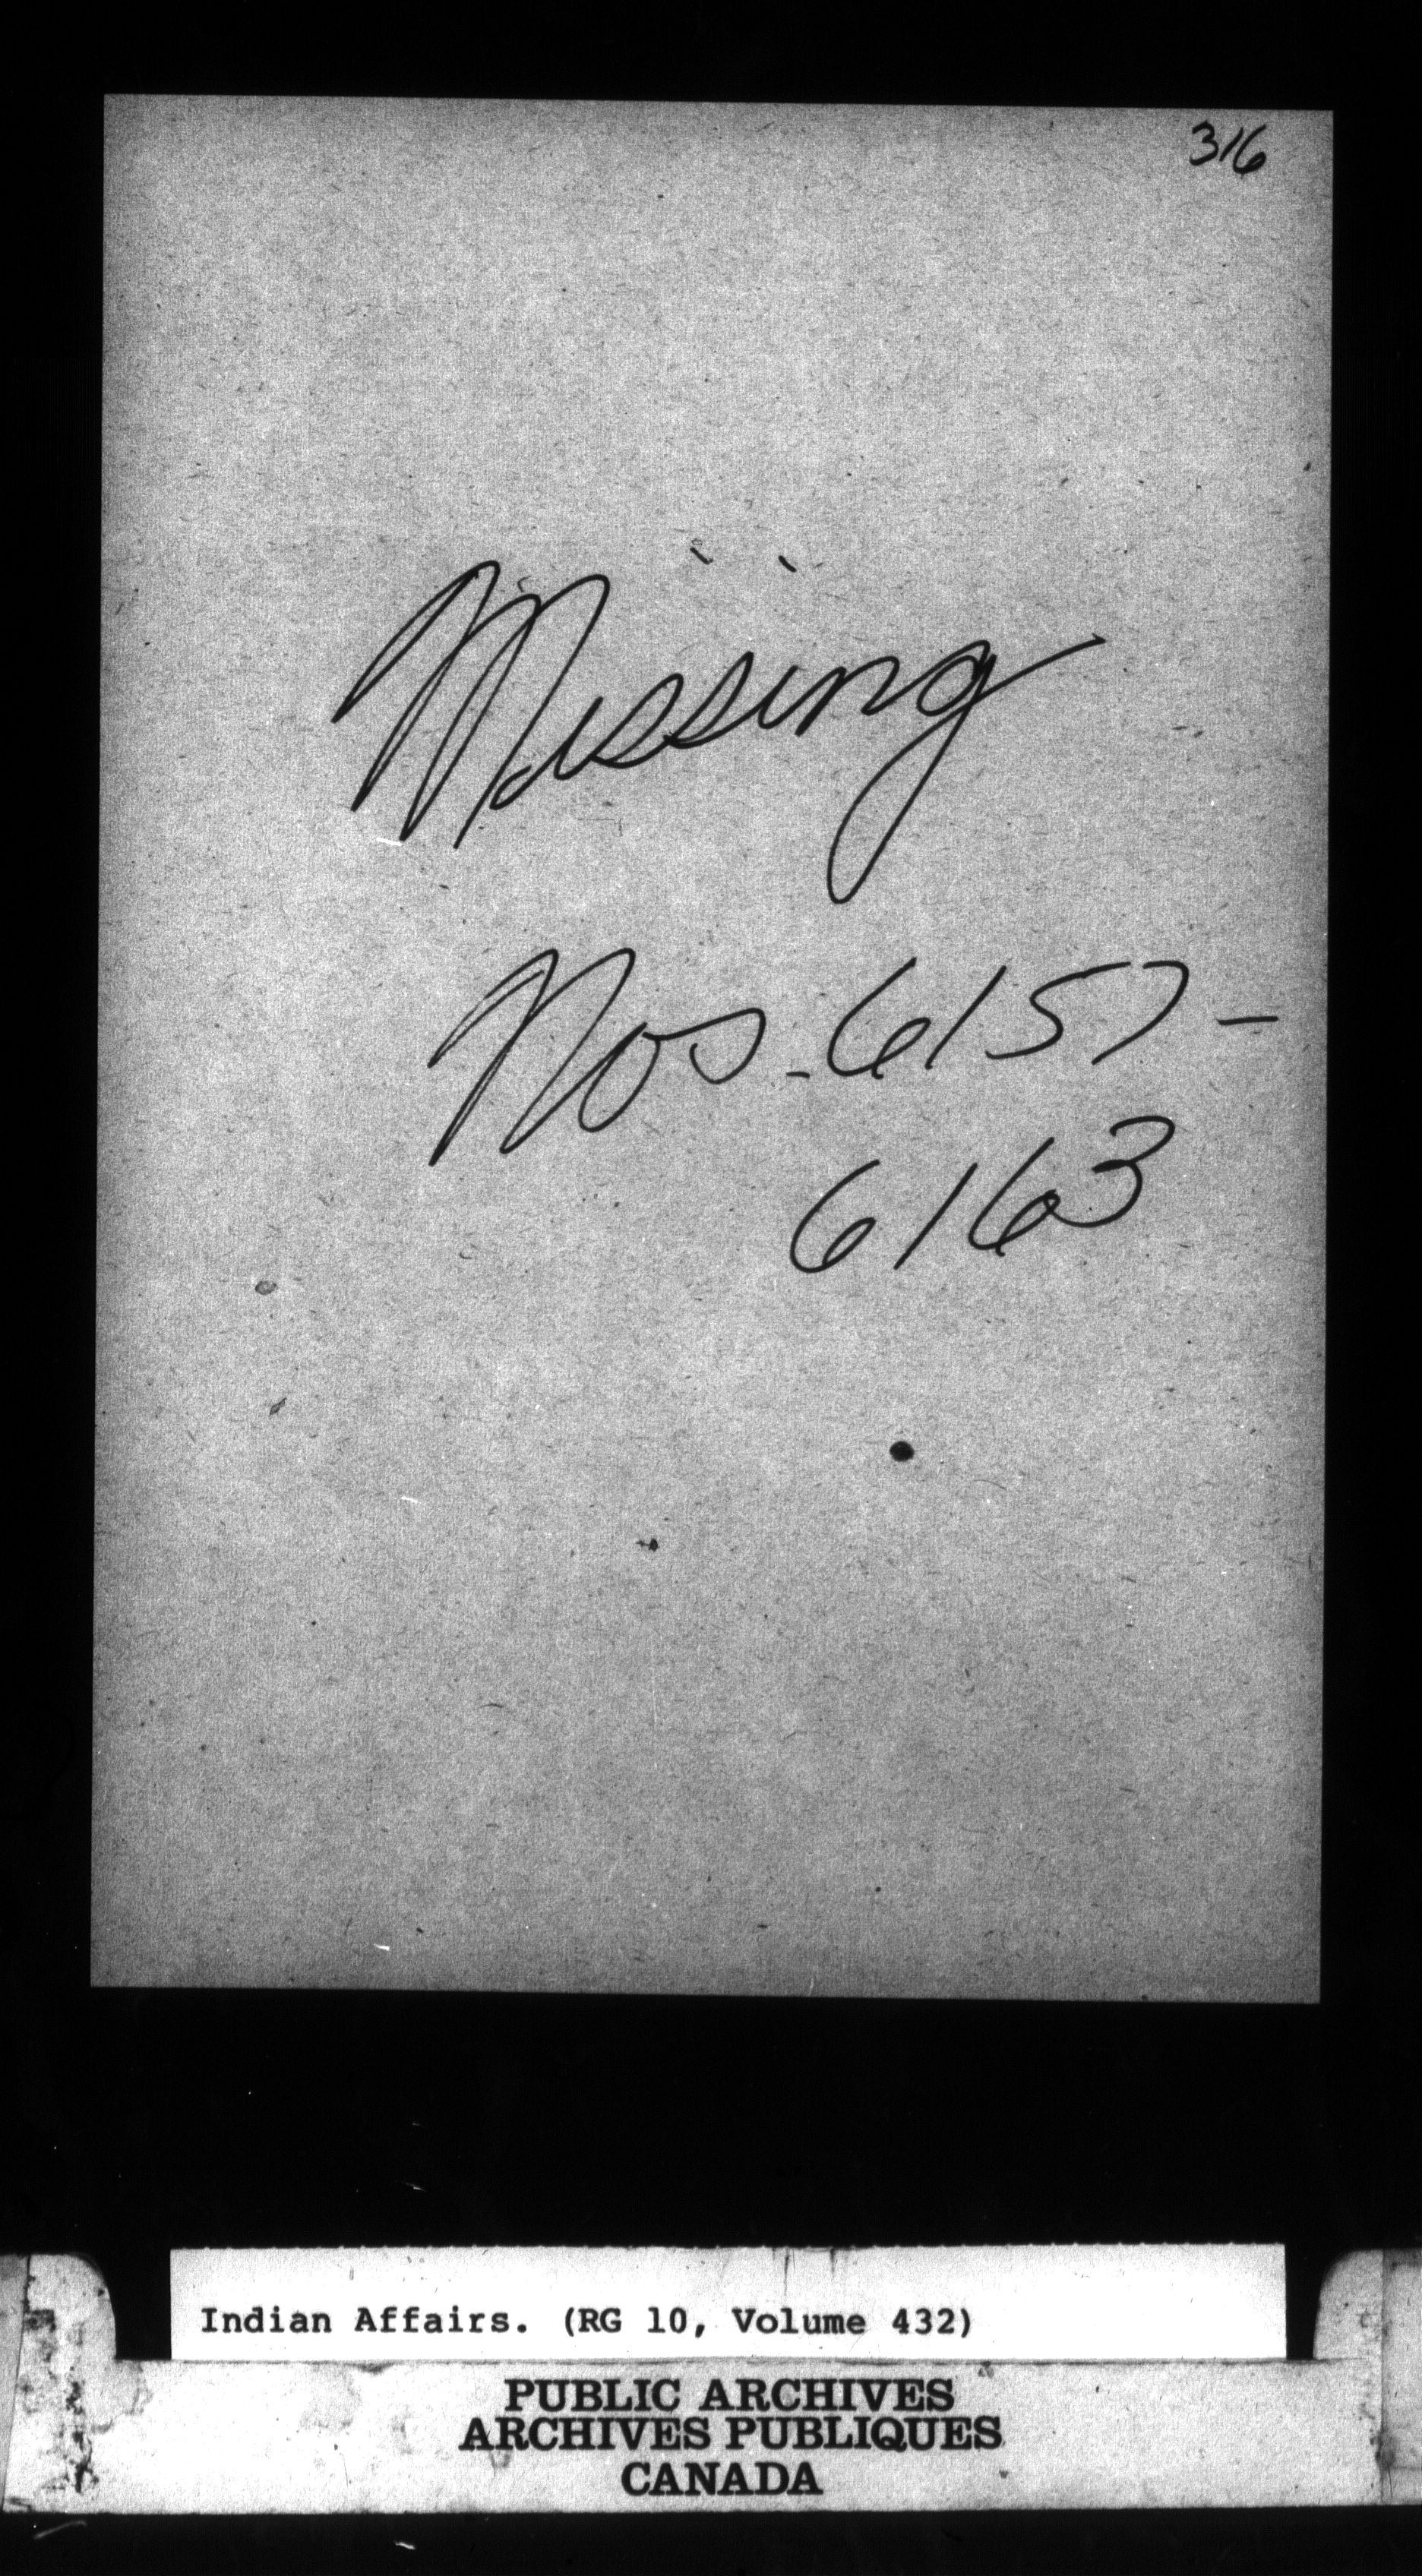 316
Missing
Nos. 6157-
6163
Indian Affairs. (RG 10, Volume 432)
PUBLIC ARCHIVES
ARCHIVES PUBLIQUES
CANADA